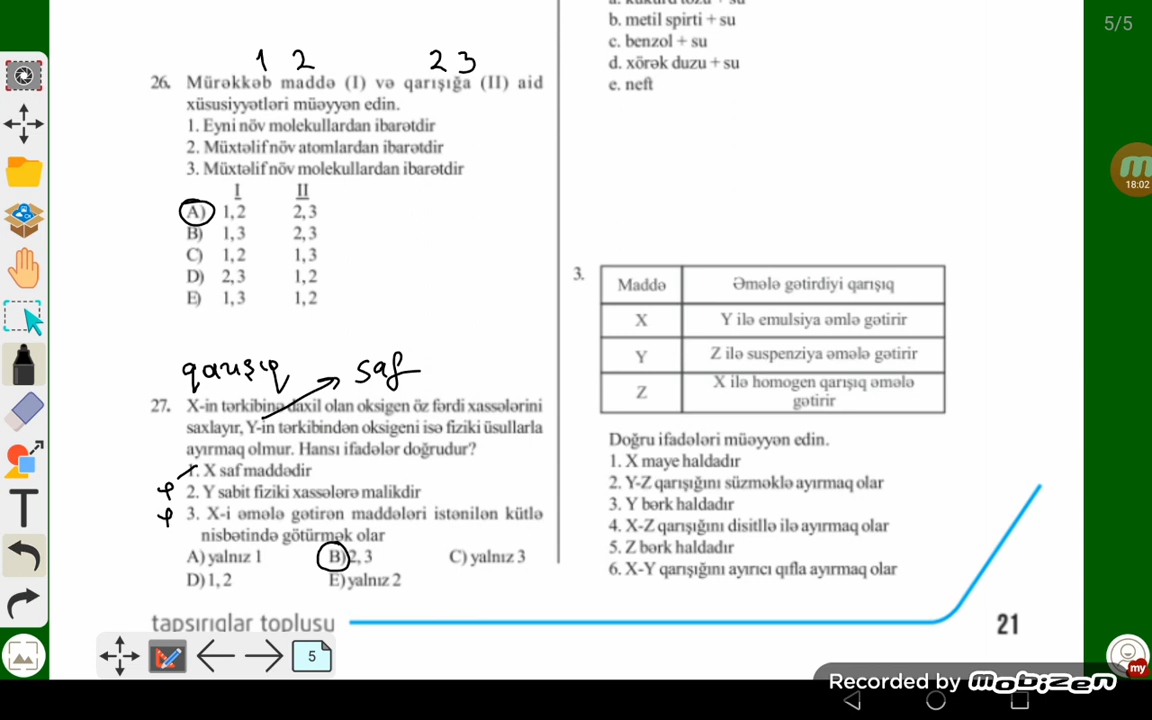 1 2 2 3
26. Mürəkkəb maddə (I) və qarışığa (II) aid
xüsusiyyətləri müəyyən edin.
1. Eyni növ molekullardan ibarətdir
2. Müxtəlif növ atomlardan ibarətdir
3. Müxtəlif növ molekullardan ibarətdir
I II
A) 1,2 2,3
B) 1,3 2,3
C) 1,2 1,3
D) 2,3 1,2
E) 1,3 1,2
qarışıq saf
27. X-in tərkibinə daxil olan oksigen öz fərdi xassələrini
saxlayır, Y-in tərkibindən oksigeni isə fiziki üsullarla
ayırmaq olmur. Hansı ifadələr doğrudur?
1. X saf maddədir
2. Y sabit fiziki xassələrə malikdir
3. X-i əmələ gətirən maddələri istənilən kütlə
nisbətində götürmək olar
A) yalnız 1 B) 2, 3 C) yalnız 3
D) 1, 2 E) yalnız 2
tapşırıqlar toplusu
b. metil spirti + su
c. benzol + su
d. xörək duzu + su
e. neft
3.
Maddə Əmələ gətirdiyi qarışıq
X Y ilə emulsiya əmlə gətirir
Y Z ilə suspenziya əmələ gətirir
Z X ilə homogen qarışıq əmələ
gətirir
Doğru ifadələri müəyyən edin.
1. X maye haldadır
2. Y-Z qarışığını süzməklə ayırmaq olar
3. Y bərk haldadır
4. X-Z qarışığını disitllə ilə ayırmaq olar
5. Z bərk haldadır
6. X-Y qarışığını ayırıcı qıfla ayırmaq olar
21
5/5
18:02
T
5
my
Recorded by mobizen